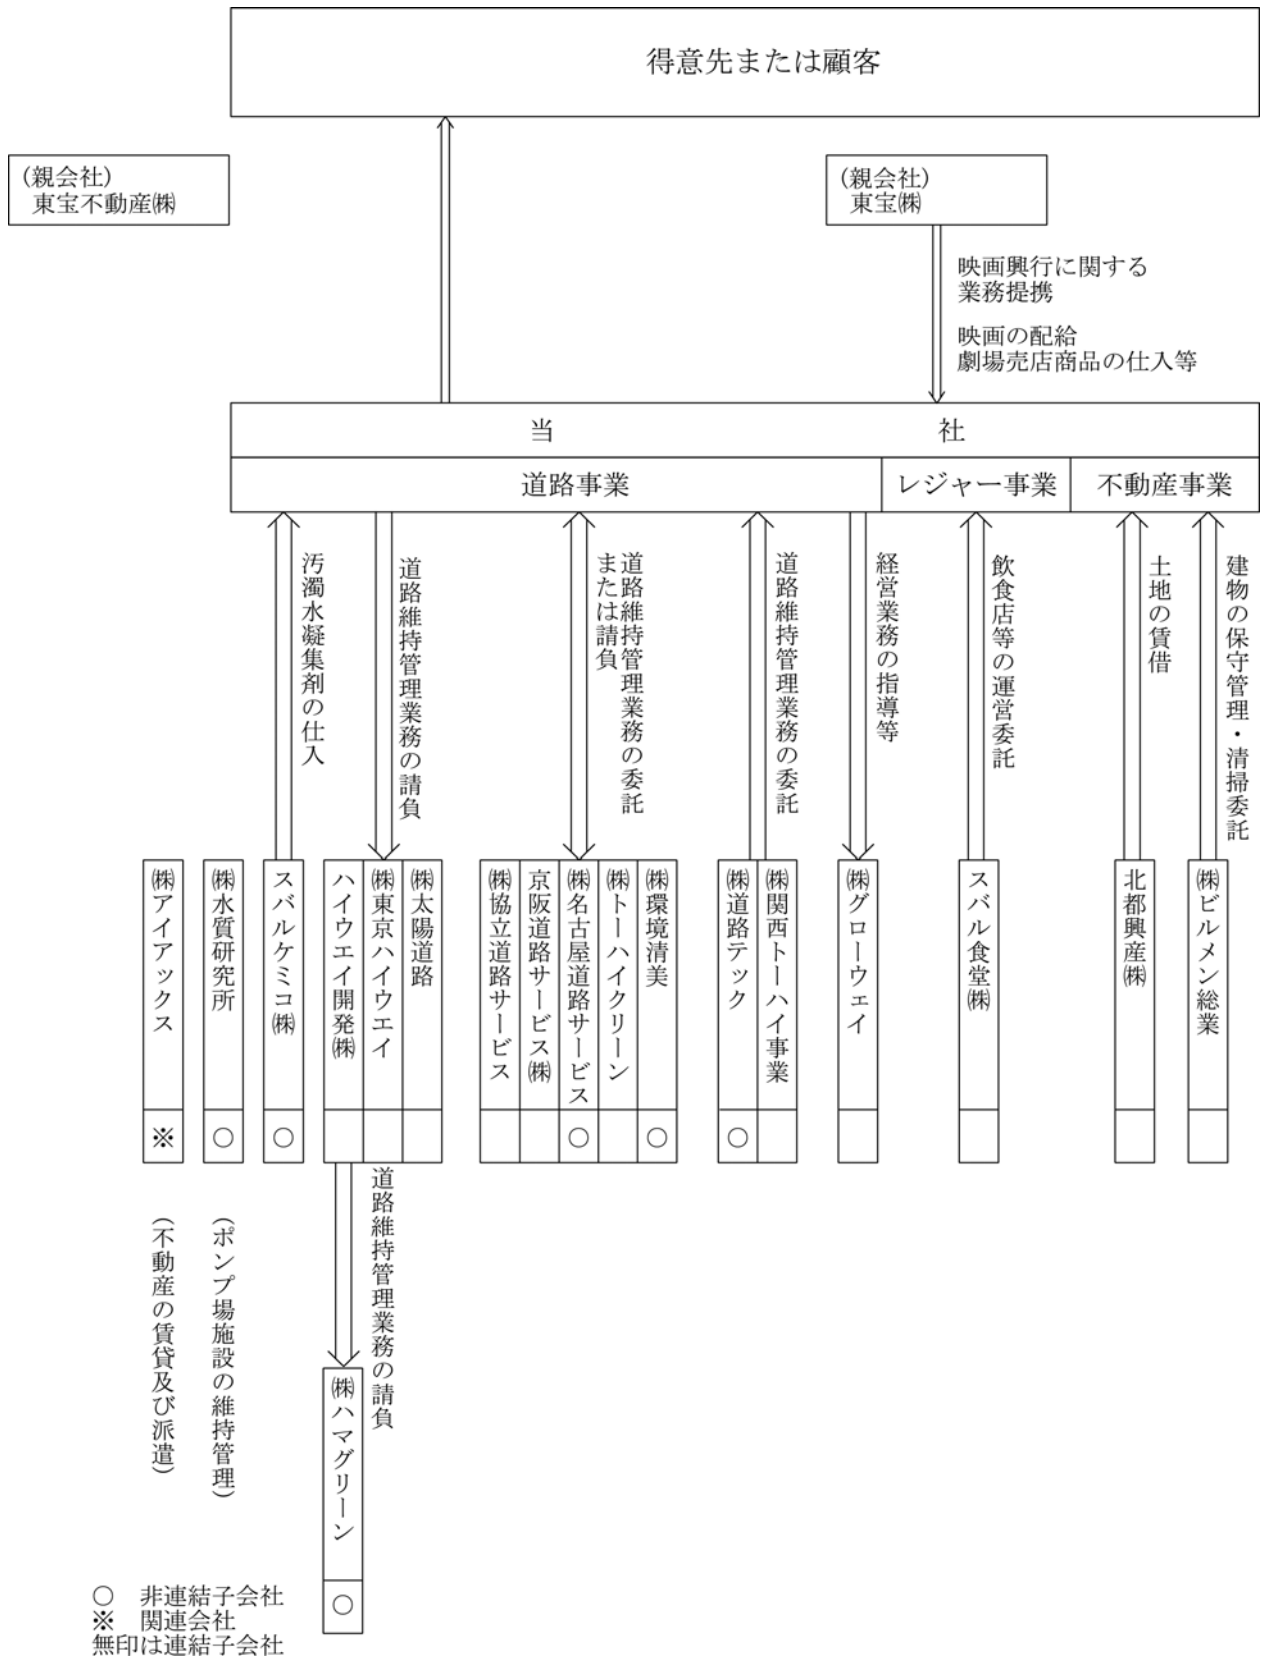 得意先または顧客
(親会社)
東宝不動産㈱
(親会社)
東宝㈱
映画興行に関する
業務提携
映画の配給
劇場売店商品の仕入等
当 社
道路事業
レジャー事業
不動産事業
汚濁水凝集剤の仕入
道路維持管理業務の請負
道路維持管理業務の委託
または請負
道路維持管理業務の委託
経営業務の指導等
飲食店等の運営委託
土地の賃借
建物の保守管理・清掃委託
㈱アイアックス
※
㈱水質研究所
○
スバルケミコ㈱
○
ハイウエイ開発㈱
㈱東京ハイウエイ
㈱太陽道路
㈱協立道路サービス
京阪道路サービス㈱
㈱名古屋道路サービス
○
㈱トーハイクリーン
㈱環境清美
○
㈱道路テック
○
㈱関西トーハイ事業
㈱グローウェイ
スバル食堂㈱
北都興産㈱
㈱ビルメン総業
(不動産の賃貸及び派遣)
(ポンプ場施設の維持管理)
道路維持管理業務の請負
㈱ハマグリーン
○
○ 非連結子会社
※ 関連会社
無印は連結子会社